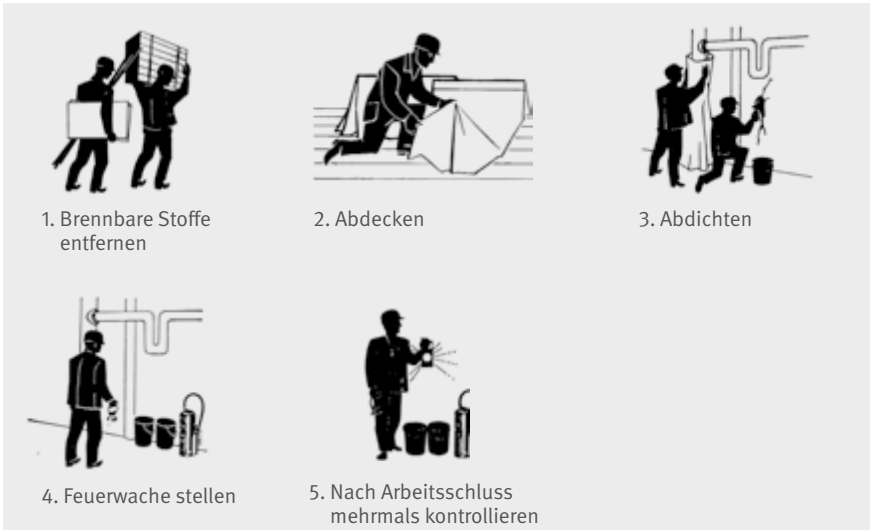 1. Brennbare Stoffe
entfernen
2. Abdecken
3. Abdichten
4. Feuerwache stellen
5. Nach Arbeitsschluss
mehrmals kontrollieren